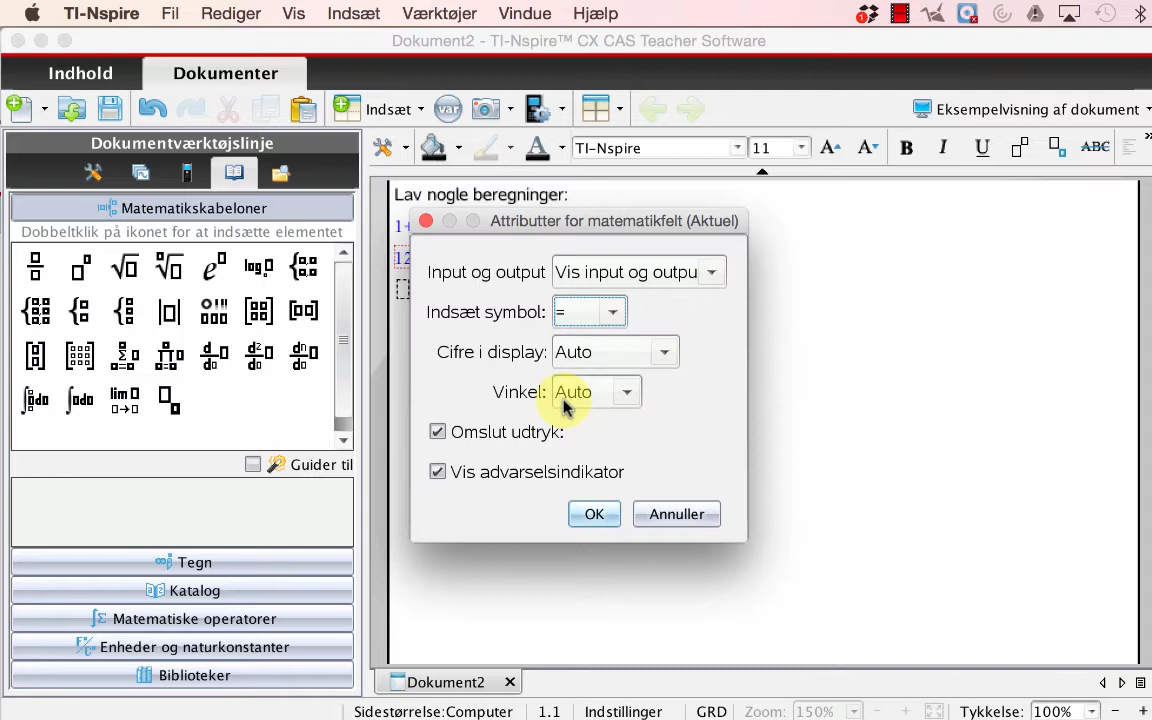 TI-Nspire Fil Rediger Vis Indsæt Værktøjer Vindue Hjælp
Dokument2 - TI-Nspire™ CX CAS Teacher Software
Indhold Dokumenter
Indsæt var Eksempelvisning af dokument
Dokumentværktøjslinje
TI-Nspire 11 A A B I U ABC
Matematikskabeloner
Dobbeltklik på ikonet for at indsætte elementet
Guider til
Tegn
Katalog
Matematiske operatorer
Enheder og naturkonstanter
Biblioteker
Lav nogle beregninger:
1+
12
Attributter for matematikfelt (Aktuel)
Input og output Vis input og outpu
Indsæt symbol: =
Cifre i display: Auto
Vinkel: Auto
Omslut udtryk:
Vis advarselsindikator
OK Annuller
Dokument2
Sidestørrelse:Computer 1.1 Indstillinger GRD Zoom: 150% Tykkelse: 100%